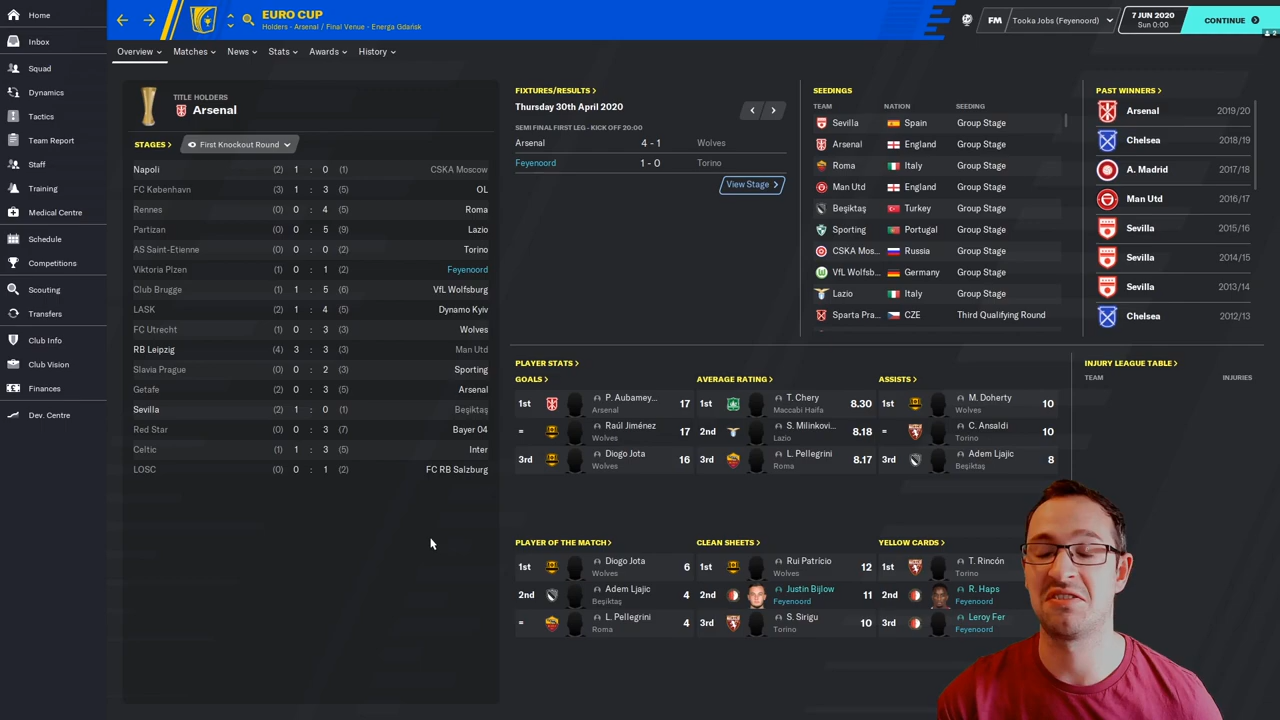 Home
Inbox
Squad
Dynamics
Tactics
Team Report
Staff
Training
Medical Centre
Schedule
Competitions
Scouting
Transfers
Club Info
Club Vision
Finances
Dev. Centre
EURO CUP
Holders - Arsenal / Final Venue - Energa Gdańsk
FM Tooka Jobs (Feyenoord)
7 JUN 2020
Sun 0:00
CONTINUE
2
Overview Matches News Stats Awards History
TITLE HOLDERS
Arsenal
STAGES First Knockout Round
Napoli (2) 1 : 0 (1) CSKA Moscow
FC København (3) 1 : 3 (5) OL
Rennes (0) 0 : 4 (5) Roma
Partizan (0) 0 : 5 (9) Lazio
AS Saint-Etienne (0) 0 : 0 (2) Torino
Viktoria Plzen (1) 0 : 1 (2) Feyenoord
Club Brugge (1) 1 : 5 (6) VfL Wolfsburg
LASK (2) 1 : 4 (5) Dynamo Kyiv
FC Utrecht (1) 0 : 3 (3) Wolves
RB Leipzig (4) 3 : 3 (3) Man Utd
Slavia Prague (0) 0 : 2 (3) Sporting
Getafe (2) 0 : 3 (5) Arsenal
Sevilla (2) 1 : 0 (1) Beşiktaş
Red Star (0) 0 : 3 (7) Bayer 04
Celtic (1) 1 : 3 (5) Inter
LOSC (0) 0 : 1 (2) FC RB Salzburg
FIXTURES/RESULTS
Thursday 30th April 2020
SEMI FINAL FIRST LEG - KICK OFF 20:00
Arsenal 4 - 1 Wolves
Feyenoord 1 - 0 Torino
View Stage
SEEDINGS
TEAM NATION SEEDING
Sevilla Spain Group Stage
Arsenal England Group Stage
Roma Italy Group Stage
Man Utd England Group Stage
Beşiktaş Turkey Group Stage
Sporting Portugal Group Stage
CSKA Mos... Russia Group Stage
VfL Wolfsb... Germany Group Stage
Lazio Italy Group Stage
Sparta Pra... CZE Third Qualifying Round
PAST WINNERS
Arsenal 2019/20
Chelsea 2018/19
A. Madrid 2017/18
Man Utd 2016/17
Sevilla 2015/16
Sevilla 2014/15
Sevilla 2013/14
Chelsea 2012/13
PLAYER STATS
GOALS
1st P. Aubamey... 17
Arsenal
= Raúl Jiménez 17
Wolves
3rd Diogo Jota 16
Wolves
AVERAGE RATING
1st T. Chery 8.30
Maccabi Haifa
2nd S. Milinkovi... 8.18
Lazio
3rd L. Pellegrini 8.17
Roma
ASSISTS
1st M. Doherty 10
Wolves
= C. Ansaldi 10
Torino
3rd Adem Ljajic 8
Beşiktaş
INJURY LEAGUE TABLE
TEAM INJURIES
PLAYER OF THE MATCH
1st Diogo Jota 6
Wolves
2nd Adem Ljajic 4
Beşiktaş
= L. Pellegrini 4
Roma
CLEAN SHEETS
1st Rui Patrício 12
Wolves
2nd Justin Bijlow 11
Feyenoord
3rd S. Sirigu 10
Torino
YELLOW CARDS
1st T. Rincón
Torino
2nd R. Haps
Feyenoord
3rd Leroy Fer
Feyenoord